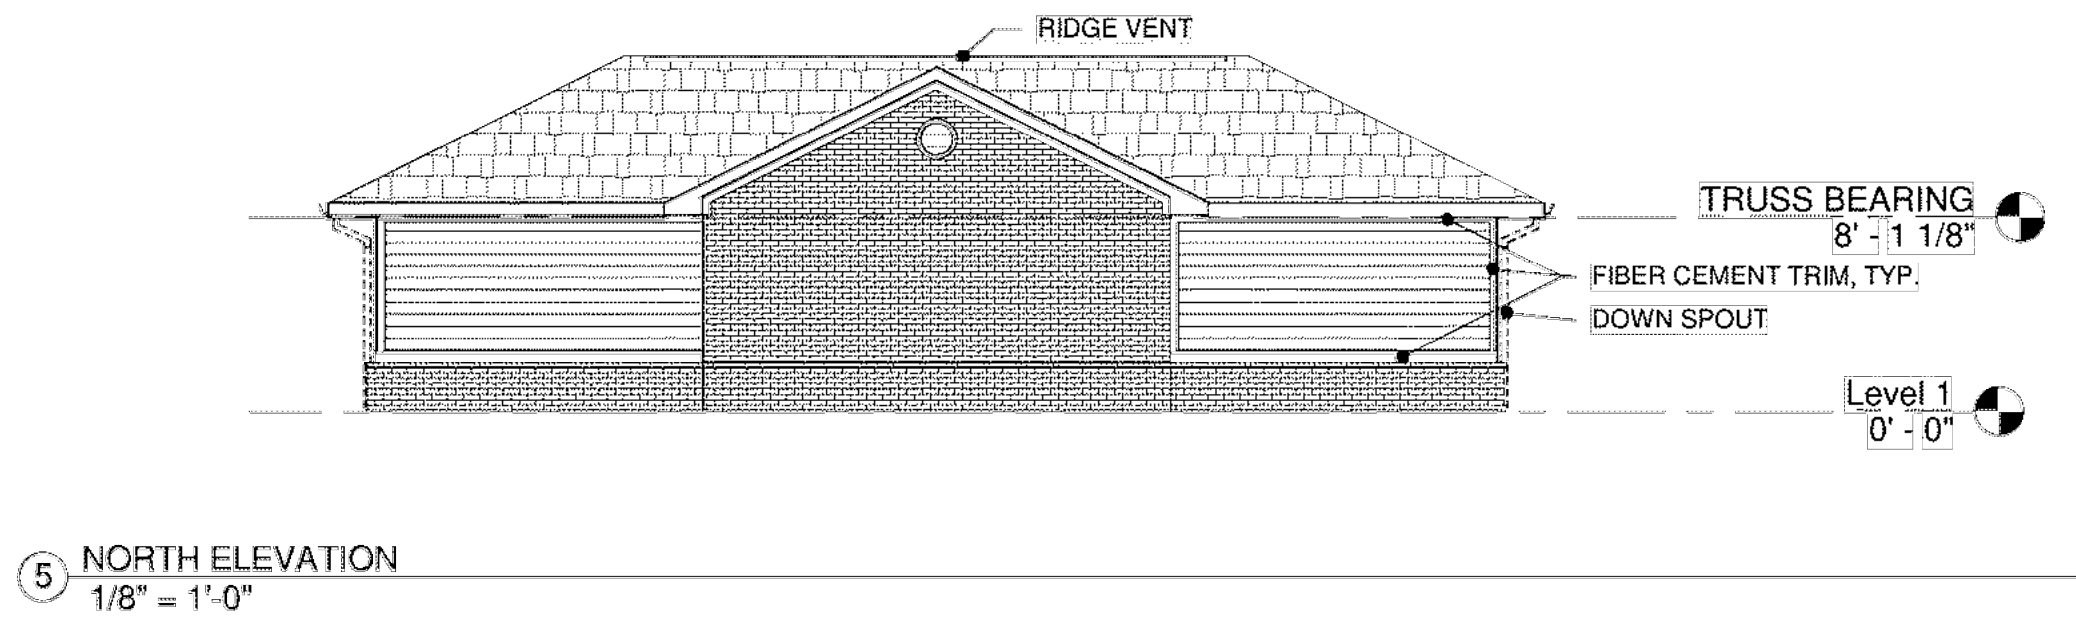 RIDGE VENT
TRUSS BEARING
8' - 1 1/8"
FIBER CEMENT TRIM, TYP.
DOWN SPOUT
Level 1
0' - 0"
5 NORTH ELEVATION
1/8" = 1'-0"